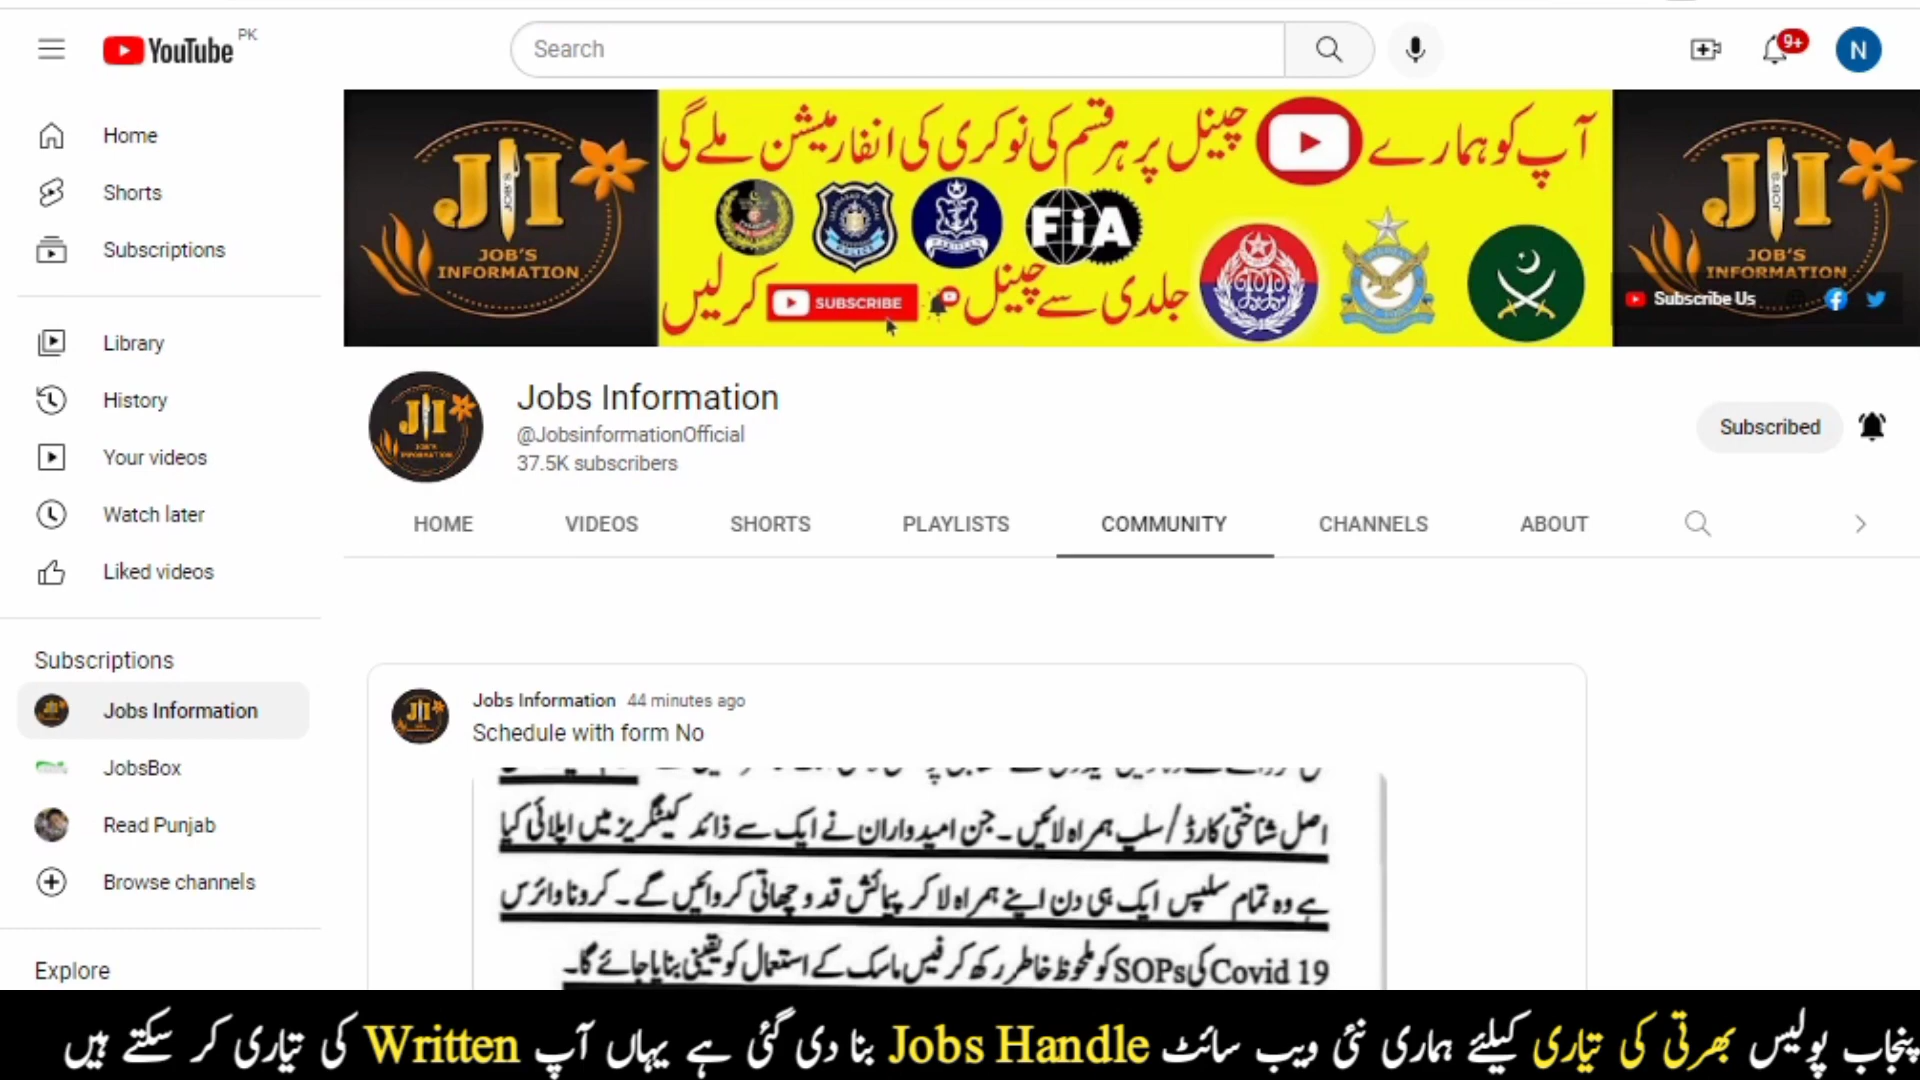 YouTube PK
Search
9+
N
Home
Shorts
Subscriptions
Library
History
Your videos
Watch later
Liked videos
Subscriptions
Jobs Information
JobsBox
Read Punjab
Browse channels
Explore
JI
JOB'S
JOB'S
INFORMATION
آپ کو ہمارے چینل پر ہر قسم کی نوکری کی انفارمیشن ملے گی
FiA
جلدی سے چینل SUBSCRIBE کر لیں
JI
JOB'S
JOB'S
INFORMATION
Subscribe Us
Jobs Information
@JobsinformationOfficial
37.5K subscribers
Subscribed
HOME VIDEOS SHORTS PLAYLISTS COMMUNITY CHANNELS ABOUT
Jobs Information 44 minutes ago
Schedule with form No
اصل شناختی کارڈ / سلپ ہمراہ لائیں ۔ جن امیدواران نے ایک سے ذائد کیٹگریز میں اپلائی کیا
ہے وہ تمام سلپس ایک ہی دن اپنے ہمراہ لا کر پیمائش قد و چھاتی کروائیں گے ۔ کرونا وائرس
Covid 19 کی SOPs کو ملحوظ خاطر رکھ کر فیس ماسک کے استعمال کو یقینی بنایا جائے گا۔
پنجاب پولیس بھرتی کی تیاری کیلئے ہماری نئی ویب سائٹ Jobs Handle بنا دی گئی ہے یہاں آپ Written کی تیاری کر سکتے ہیں